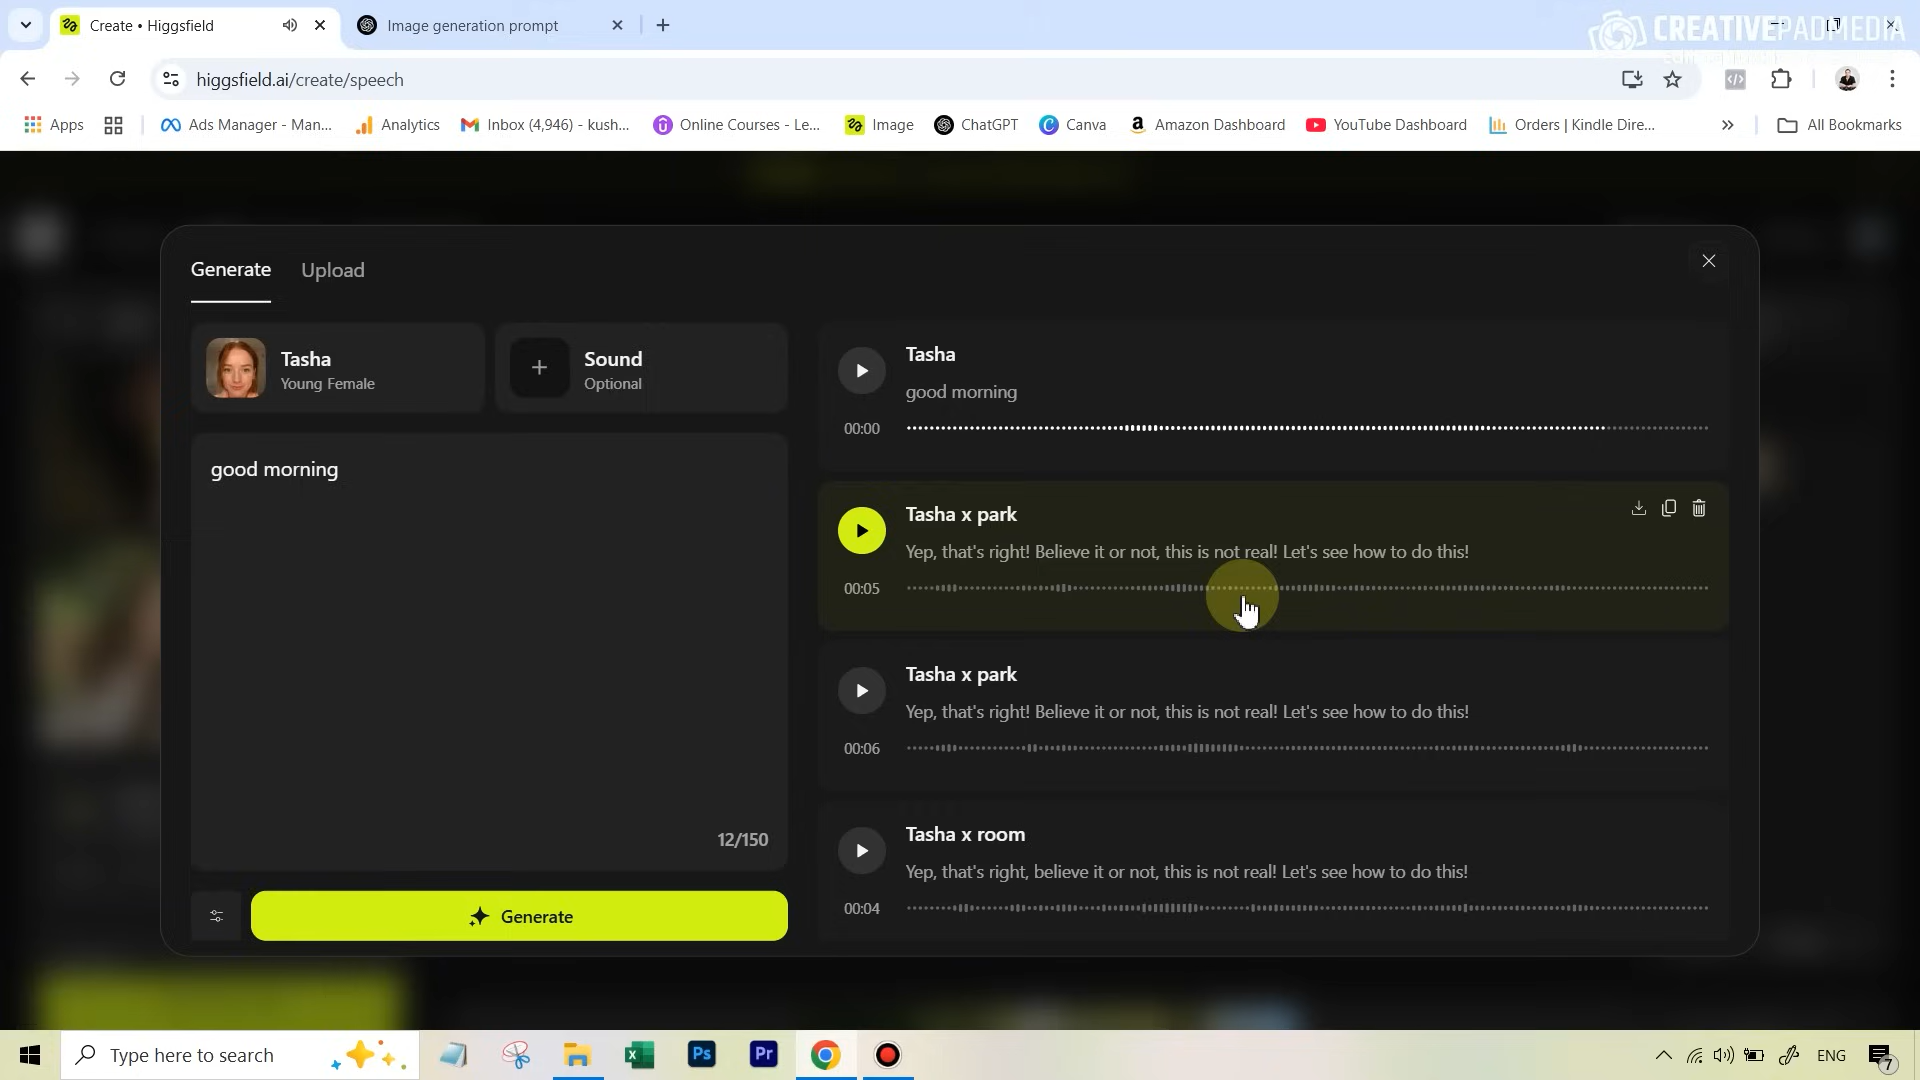 Create • Higgsfield
Image generation prompt
CREATIVEPADMEDIA
higgsfield.ai/create/speech
Apps
Ads Manager - Man...
Analytics
Inbox (4,946) - kush...
Online Courses - Le...
Image
ChatGPT
Canva
Amazon Dashboard
YouTube Dashboard
Orders | Kindle Dire...
All Bookmarks
Generate
Upload
Tasha
Young Female
Sound
Optional
good morning
12/150
Generate
Tasha
good morning
00:00
Tasha x park
Yep, that's right! Believe it or not, this is not real! Let's see how to do this!
00:05
Tasha x park
Yep, that's right! Believe it or not, this is not real! Let's see how to do this!
00:06
Tasha x room
Yep, that's right, believe it or not, this is not real! Let's see how to do this!
00:04
Type here to search
Ps
Pr
ENG
7